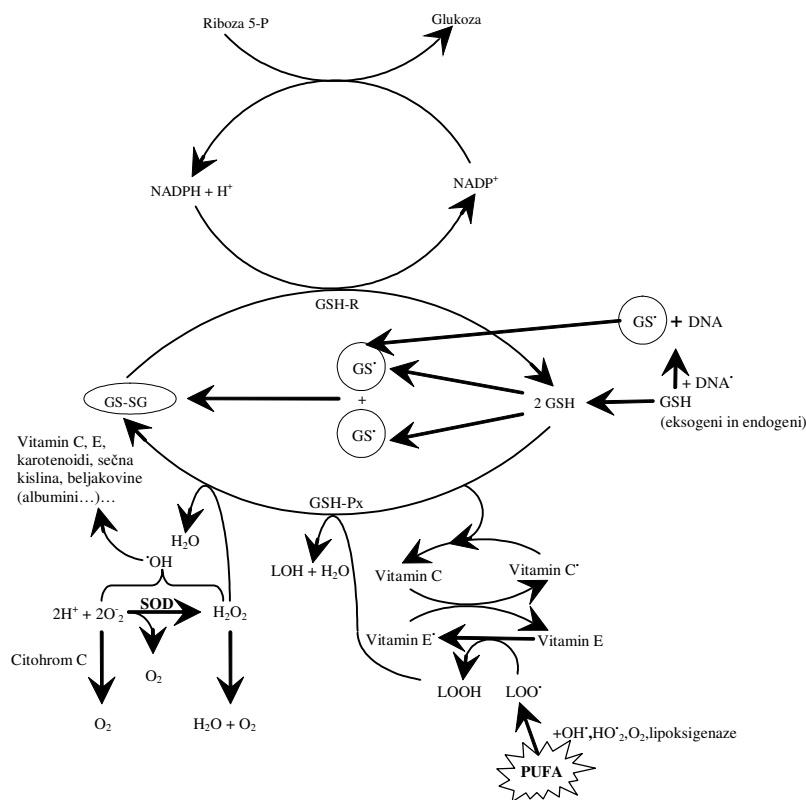 Riboza 5-P
Glukoza
NADPH + H⁺
NADP⁺
GSH-R
GS• + DNA
GS•
+ DNA•
GS-SG
+
2 GSH
GSH
(eksogeni in endogeni)
GS•
Vitamin C, E,
karotenoidi, sečna
kislina, beljakovine
(albumini…)…
GSH-Px
H₂O
•OH
LOH + H₂O
Vitamin C
Vitamin C•
2H⁺ + 2O⁻₂
SOD
H₂O₂
Vitamin E•
Vitamin E
Citohrom C
O₂
LOOH
LOO•
O₂
H₂O + O₂
+OH•,HO•₂,O₂,lipoksigenaze
PUFA